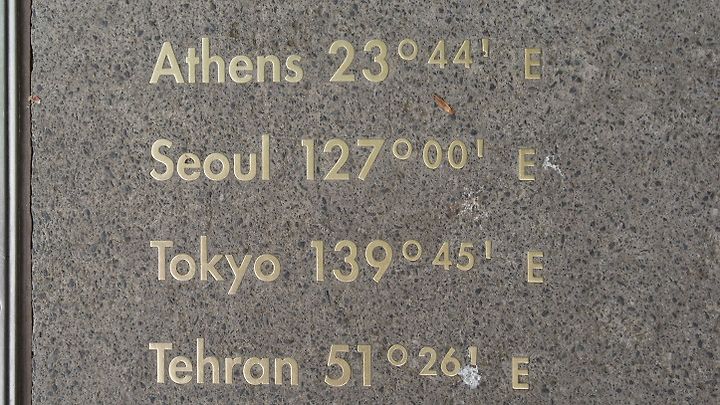 Athens 23°44' E
Seoul 127°00' E
Tokyo 139°45' E
Tehran 51°26' E